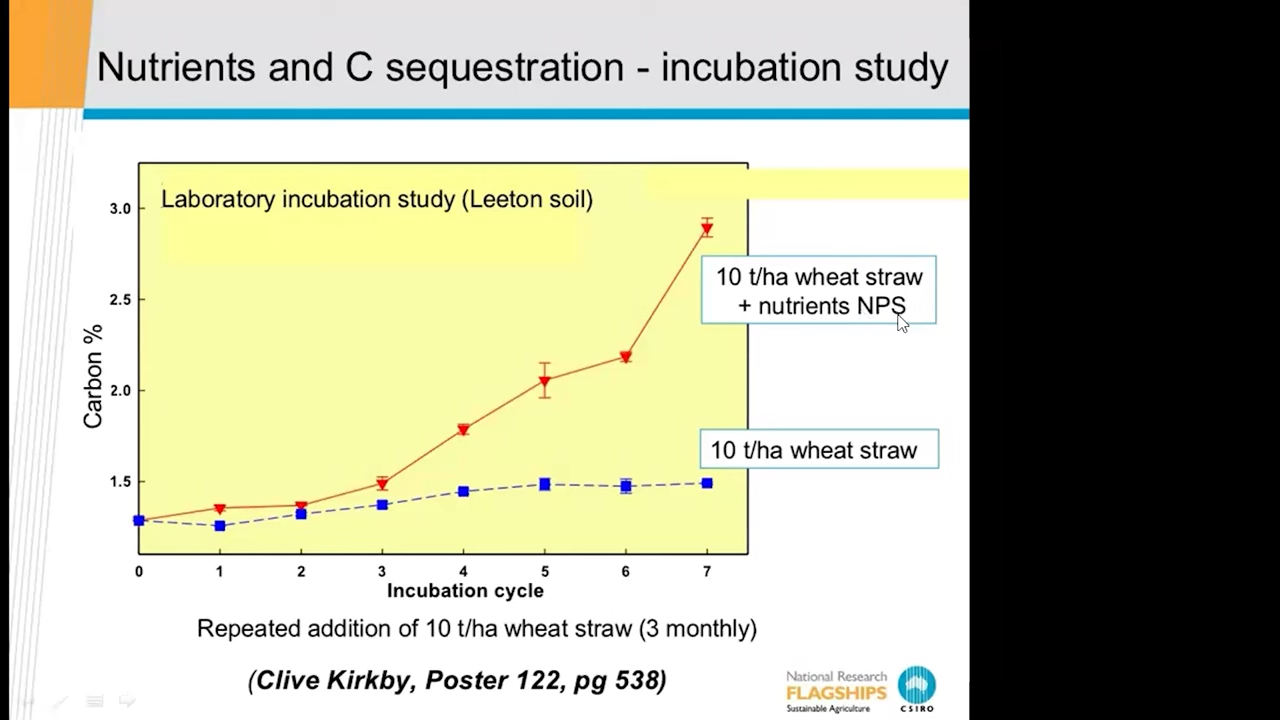 Nutrients and C sequestration - incubation study
Laboratory incubation study (Leeton soil)
3.0
2.5
2.0
1.5
Carbon %
10 t/ha wheat straw
+ nutrients NPS
10 t/ha wheat straw
0 1 2 3 4 5 6 7
Incubation cycle
Repeated addition of 10 t/ha wheat straw (3 monthly)
(Clive Kirkby, Poster 122, pg 538)
National Research
FLAGSHIPS
Sustainable Agriculture
CSIRO